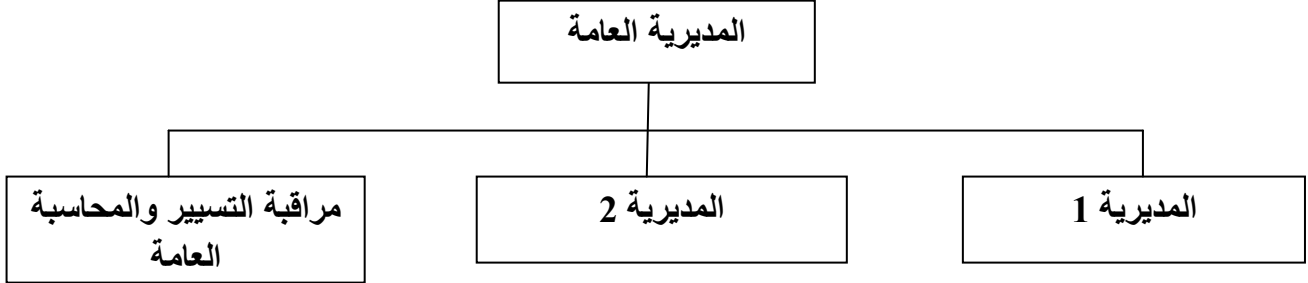 المديرية العامة
المديرية 1
المديرية 2
مراقبة التسيير والمحاسبة
العامة